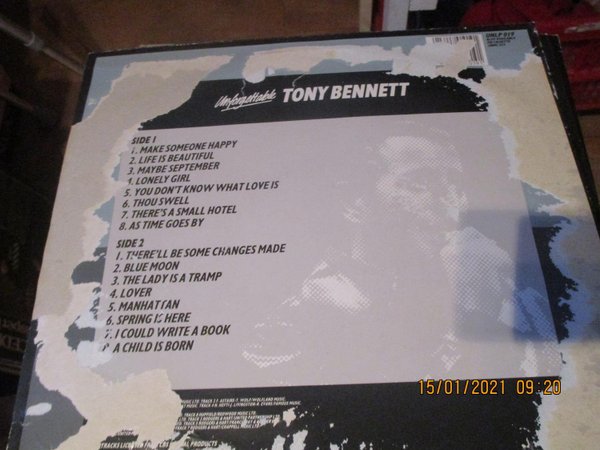 UNLP 019
Unforgettable TONY BENNETT
SIDE 1
1. MAKE SOMEONE HAPPY
2. LIFE IS BEAUTIFUL
3. MAYBE SEPTEMBER
4. LONELY GIRL
5. YOU DON'T KNOW WHAT LOVE IS
6. THOU SWELL
7. THERE'S A SMALL HOTEL
8. AS TIME GOES BY
SIDE 2
1. THERE'LL BE SOME CHANGES MADE
2. BLUE MOON
3. THE LADY IS A TRAMP
4. LOVER
5. MANHATTAN
6. SPRING IS HERE
7. I COULD WRITE A BOOK
8 A CHILD IS BORN
15/01/2021 09:20